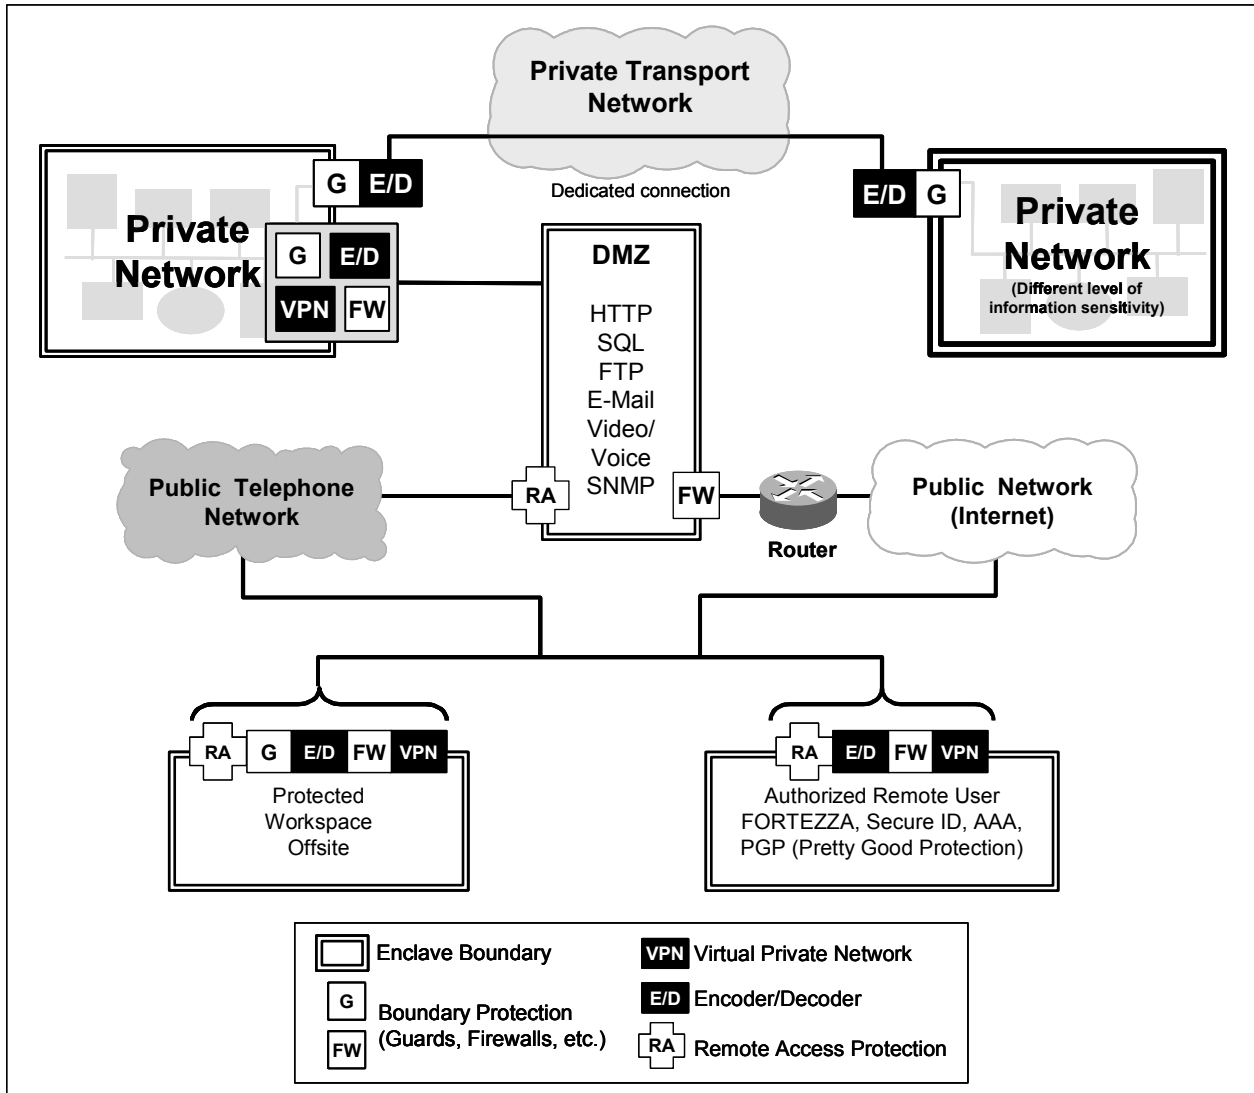 Private Transport
Network
G E/D
Dedicated connection
E/D G
Private
Network
G E/D
VPN FW
DMZ
HTTP
SQL
FTP
E-Mail
Video/
Voice
SNMP
Private
Network
(Different level of
information sensitivity)
Public Telephone
Network
RA
FW
Router
Public Network
(Internet)
RA G E/D FW VPN
Protected
Workspace
Offsite
RA E/D FW VPN
Authorized Remote User
FORTEZZA, Secure ID, AAA,
PGP (Pretty Good Protection)
Enclave Boundary
G
FW
Boundary Protection
(Guards, Firewalls, etc.)
VPN Virtual Private Network
E/D Encoder/Decoder
RA Remote Access Protection